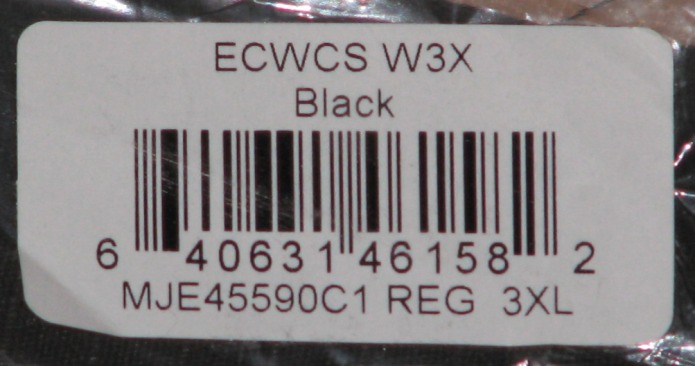 ECWCS W3X
Black
6 40631 46158 2
MJE45590C1 REG 3XL